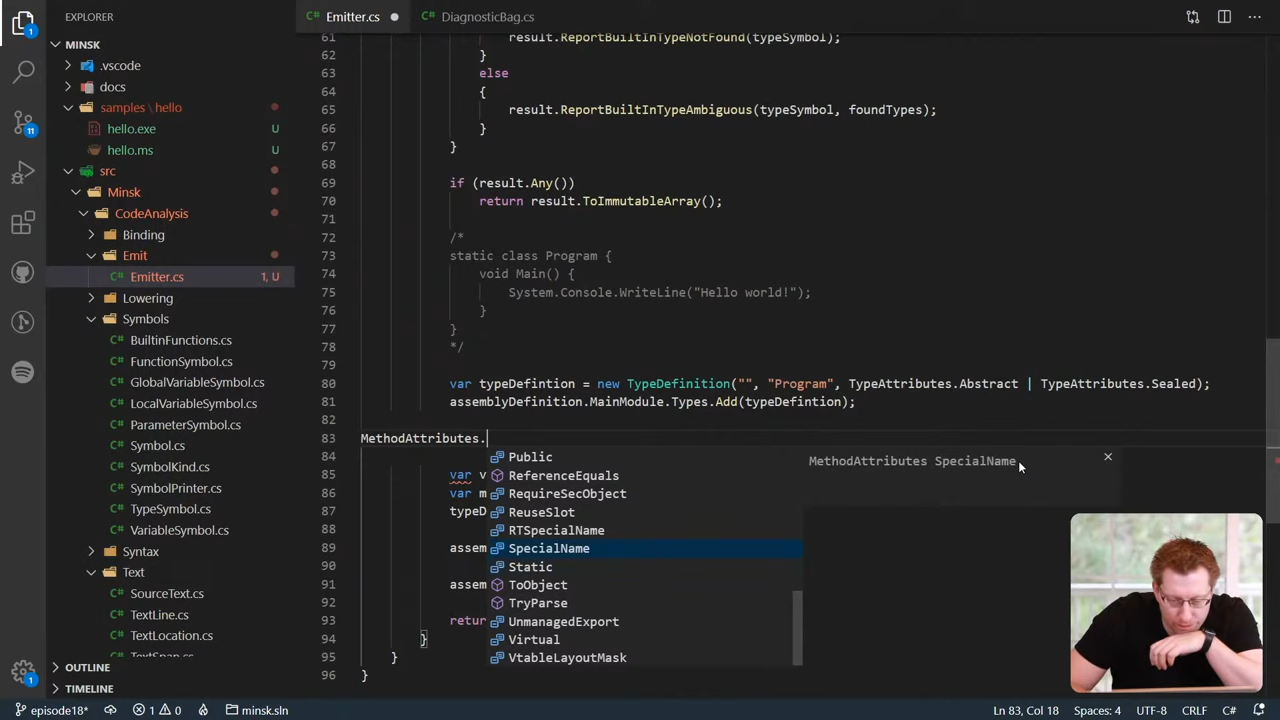 EXPLORER
Emitter.cs
DiagnosticBag.cs
1
MINSK
.vscode
docs
samples \ hello
hello.exe U
hello.ms U
11
src
Minsk
CodeAnalysis
Binding
Emit
Emitter.cs 1, U
Lowering
Symbols
BuiltinFunctions.cs
FunctionSymbol.cs
GlobalVariableSymbol.cs
LocalVariableSymbol.cs
ParameterSymbol.cs
Symbol.cs
SymbolKind.cs
SymbolPrinter.cs
TypeSymbol.cs
VariableSymbol.cs
Syntax
Text
SourceText.cs
TextLine.cs
TextLocation.cs
TextSpan.cs
OUTLINE
TIMELINE
1
61 result.ReportBuiltInTypeNotFound(typeSymbol);
62 }
63 else
64 {
65 result.ReportBuiltInTypeAmbiguous(typeSymbol, foundTypes);
66 }
67 }
68
69 if (result.Any())
70 return result.ToImmutableArray();
71
72 /*
73 static class Program {
74 void Main() {
75 System.Console.WriteLine("Hello world!");
76 }
77 }
78 */
79
80 var typeDefintion = new TypeDefinition("", "Program", TypeAttributes.Abstract | TypeAttributes.Sealed);
81 assemblyDefinition.MainModule.Types.Add(typeDefintion);
82
83 MethodAttributes.
84
85 var v
86 var m
87 typeD
88
89 assem
90
91 assem
92
93 retur
94 }
95 }
96 }
Public
ReferenceEquals
RequireSecObject
ReuseSlot
RTSpecialName
SpecialName
Static
ToObject
TryParse
UnmanagedExport
Virtual
VtableLayoutMask
MethodAttributes SpecialName
episode18* 1 0 minsk.sln Ln 83, Col 18 Spaces: 4 UTF-8 CRLF C#